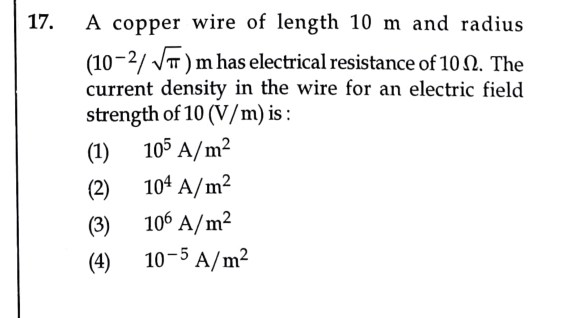 17. A copper wire of length 10 m and radius
(10⁻²/√π) m has electrical resistance of 10 Ω. The
current density in the wire for an electric field
strength of 10 (V/m) is :
(1) 10⁵ A/m²
(2) 10⁴ A/m²
(3) 10⁶ A/m²
(4) 10⁻⁵ A/m²